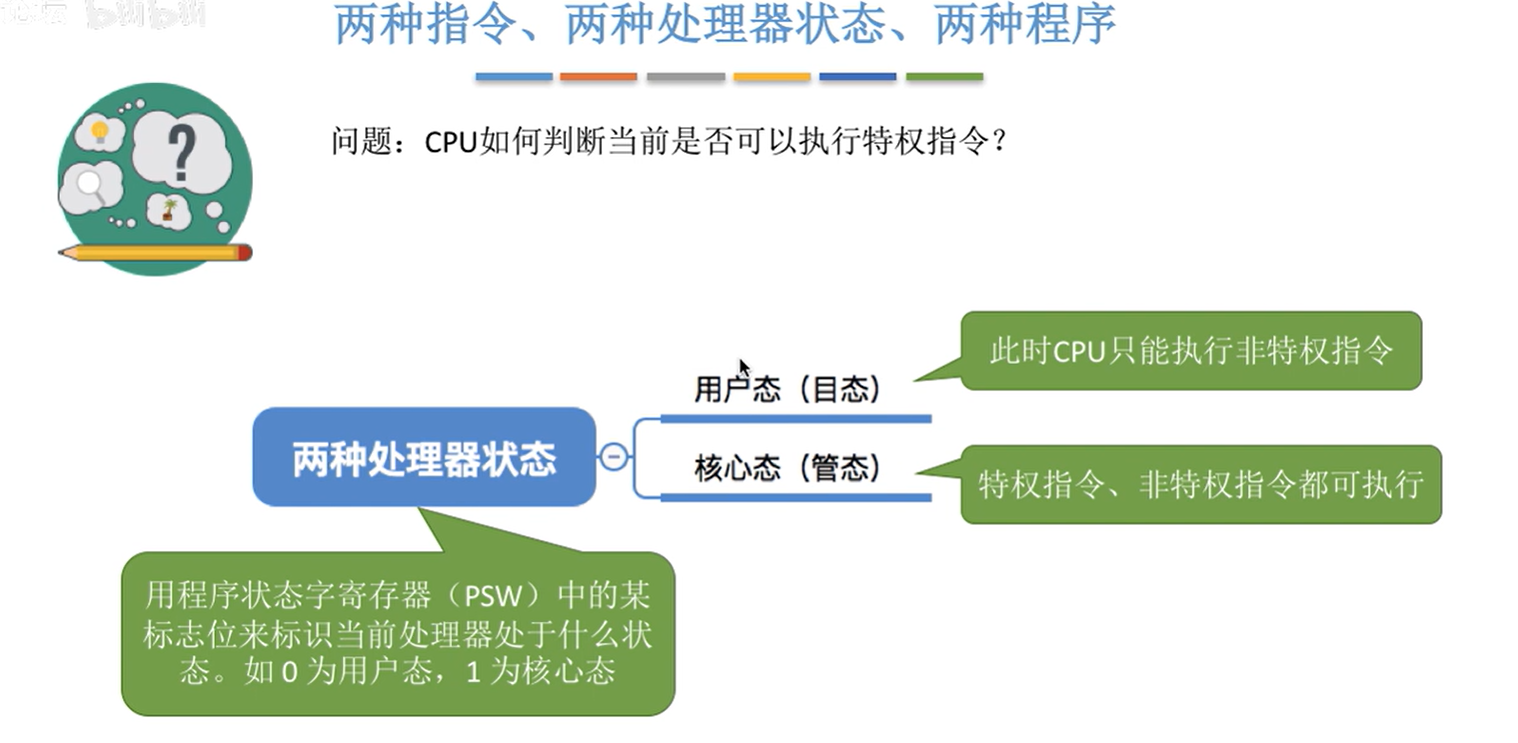 两种指令、两种处理器状态、两种程序
问题：CPU如何判断当前是否可以执行特权指令？
此时CPU只能执行非特权指令
用户态（目态）
两种处理器状态
核心态（管态）
特权指令、非特权指令都可执行
用程序状态字寄存器（PSW）中的某
标志位来标识当前处理器处于什么状
态。如 0 为用户态，1 为核心态